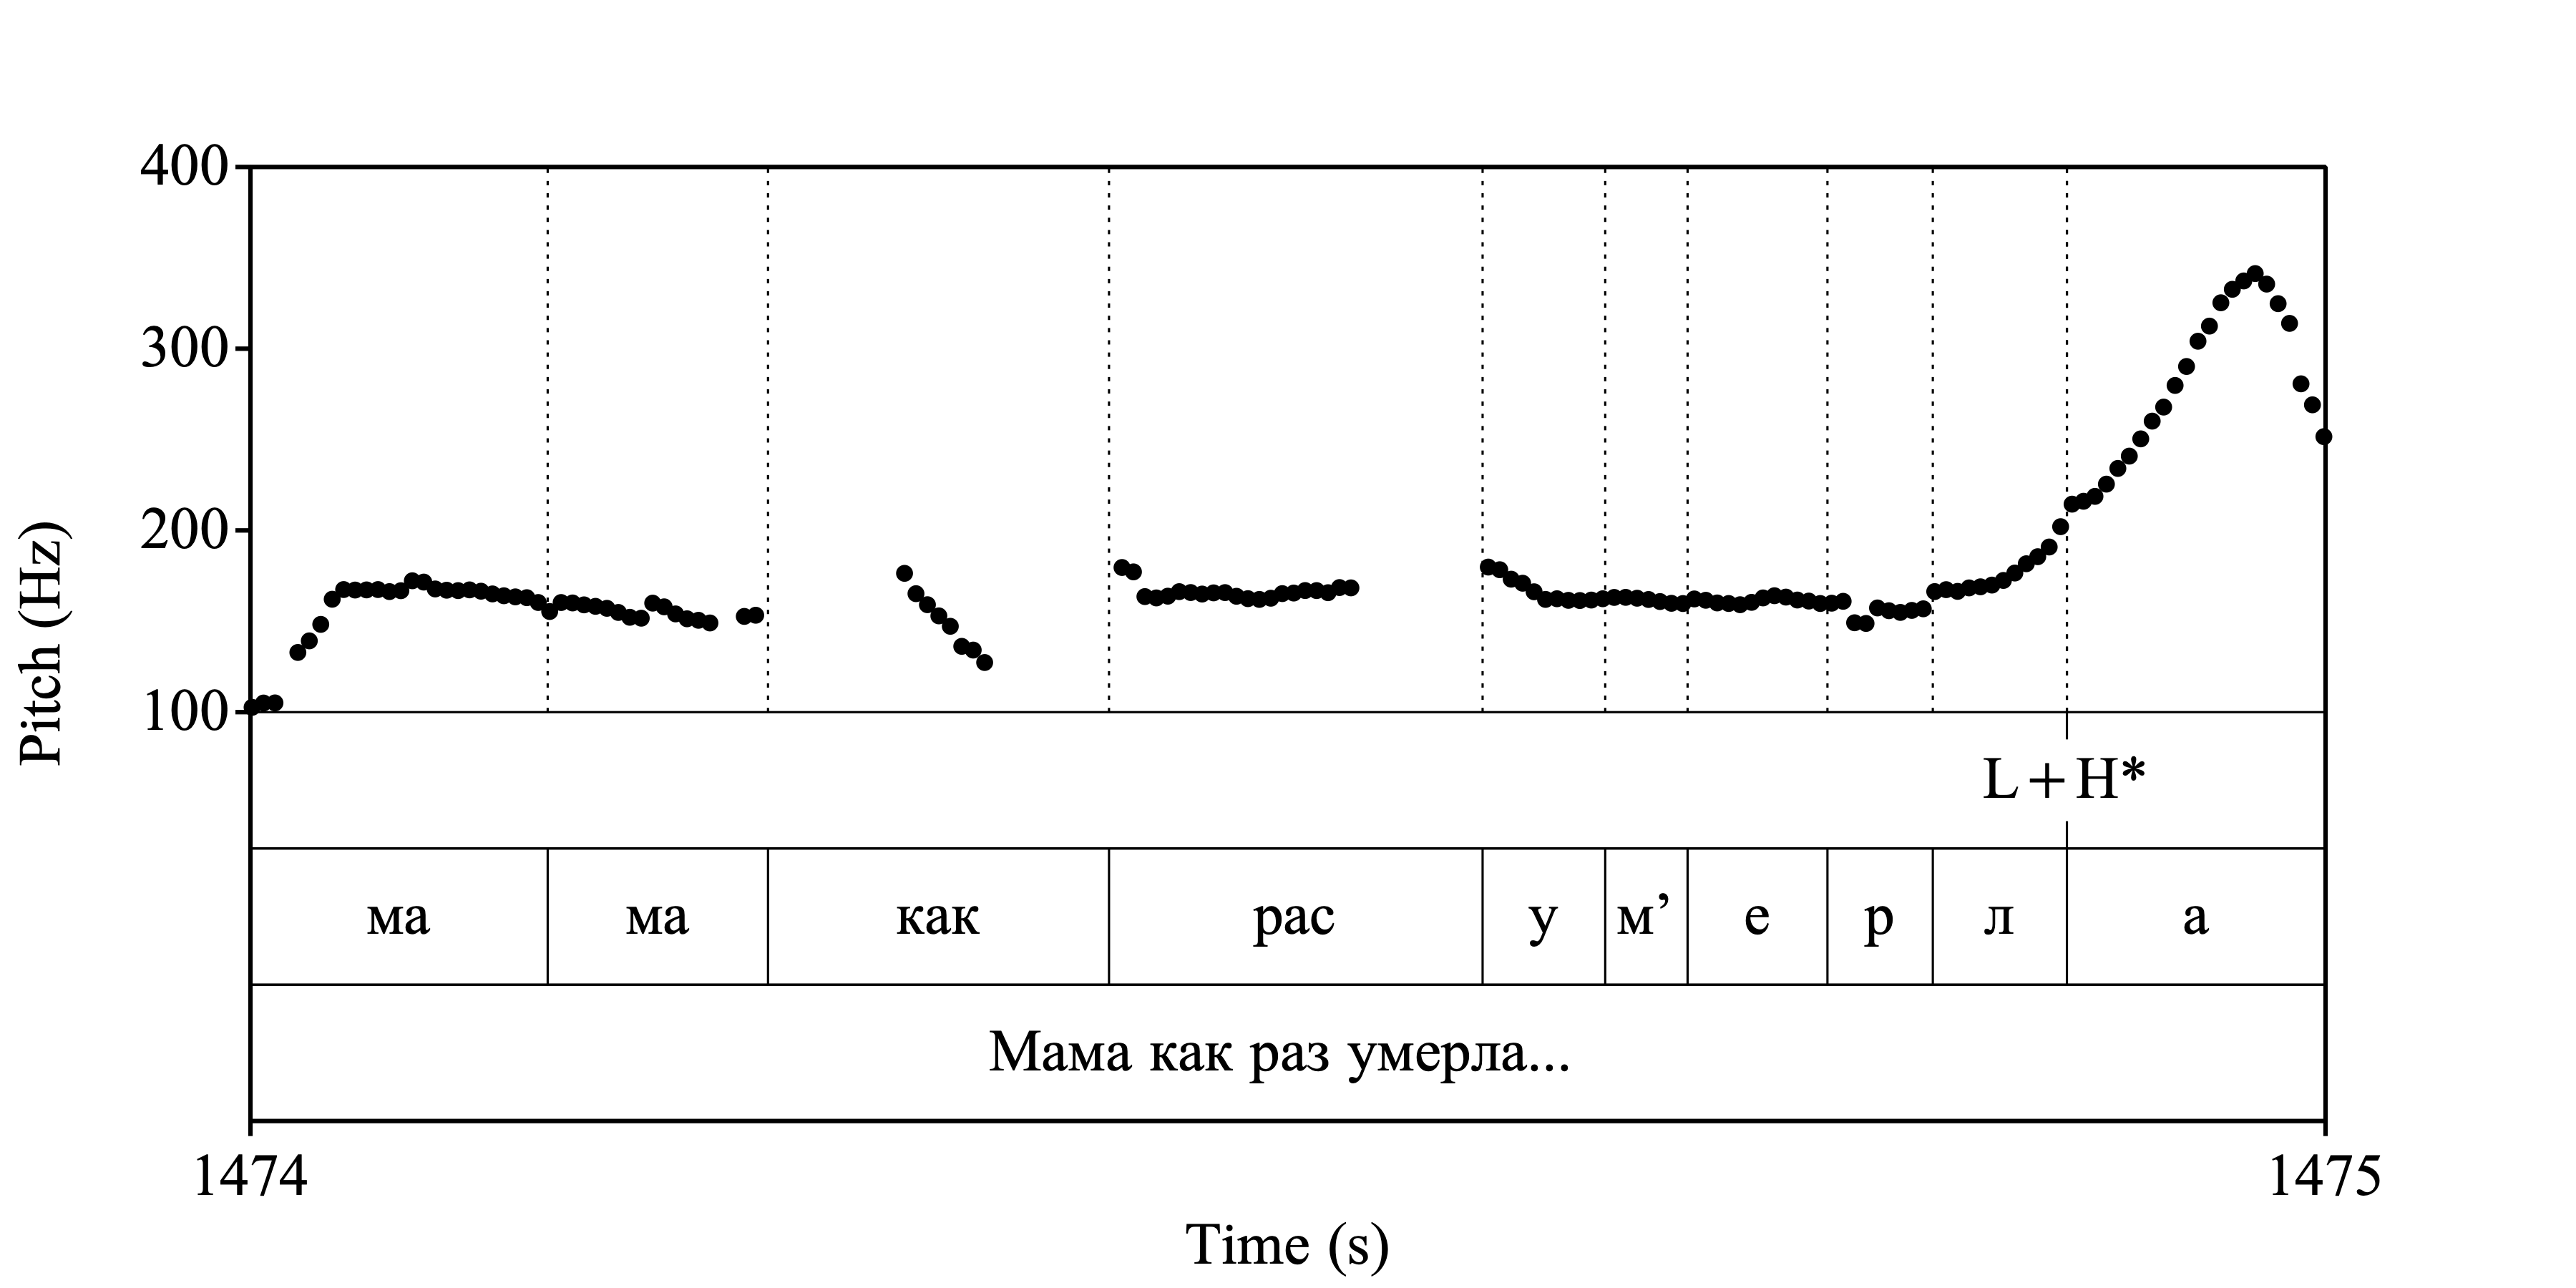 400
300
200
100
Pitch (Hz)
L+H*
ма ма как рас у м’ е р л а
Мама как раз умерла...
1474 1475
Time (s)